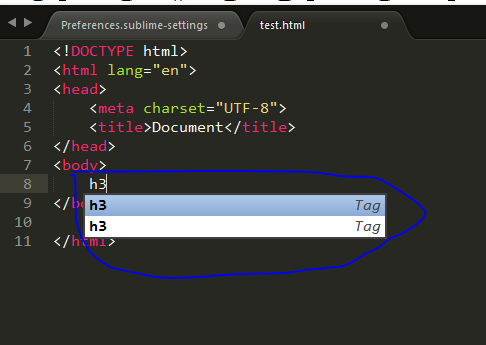 Preferences.sublime-settings
test.html
1 <!DOCTYPE html>
2 <html lang="en">
3 <head>
4 <meta charset="UTF-8">
5 <title>Document</title>
6 </head>
7 <body>
8 h3
9 </bo
h3 Tag
h3 Tag
10
11 </html>